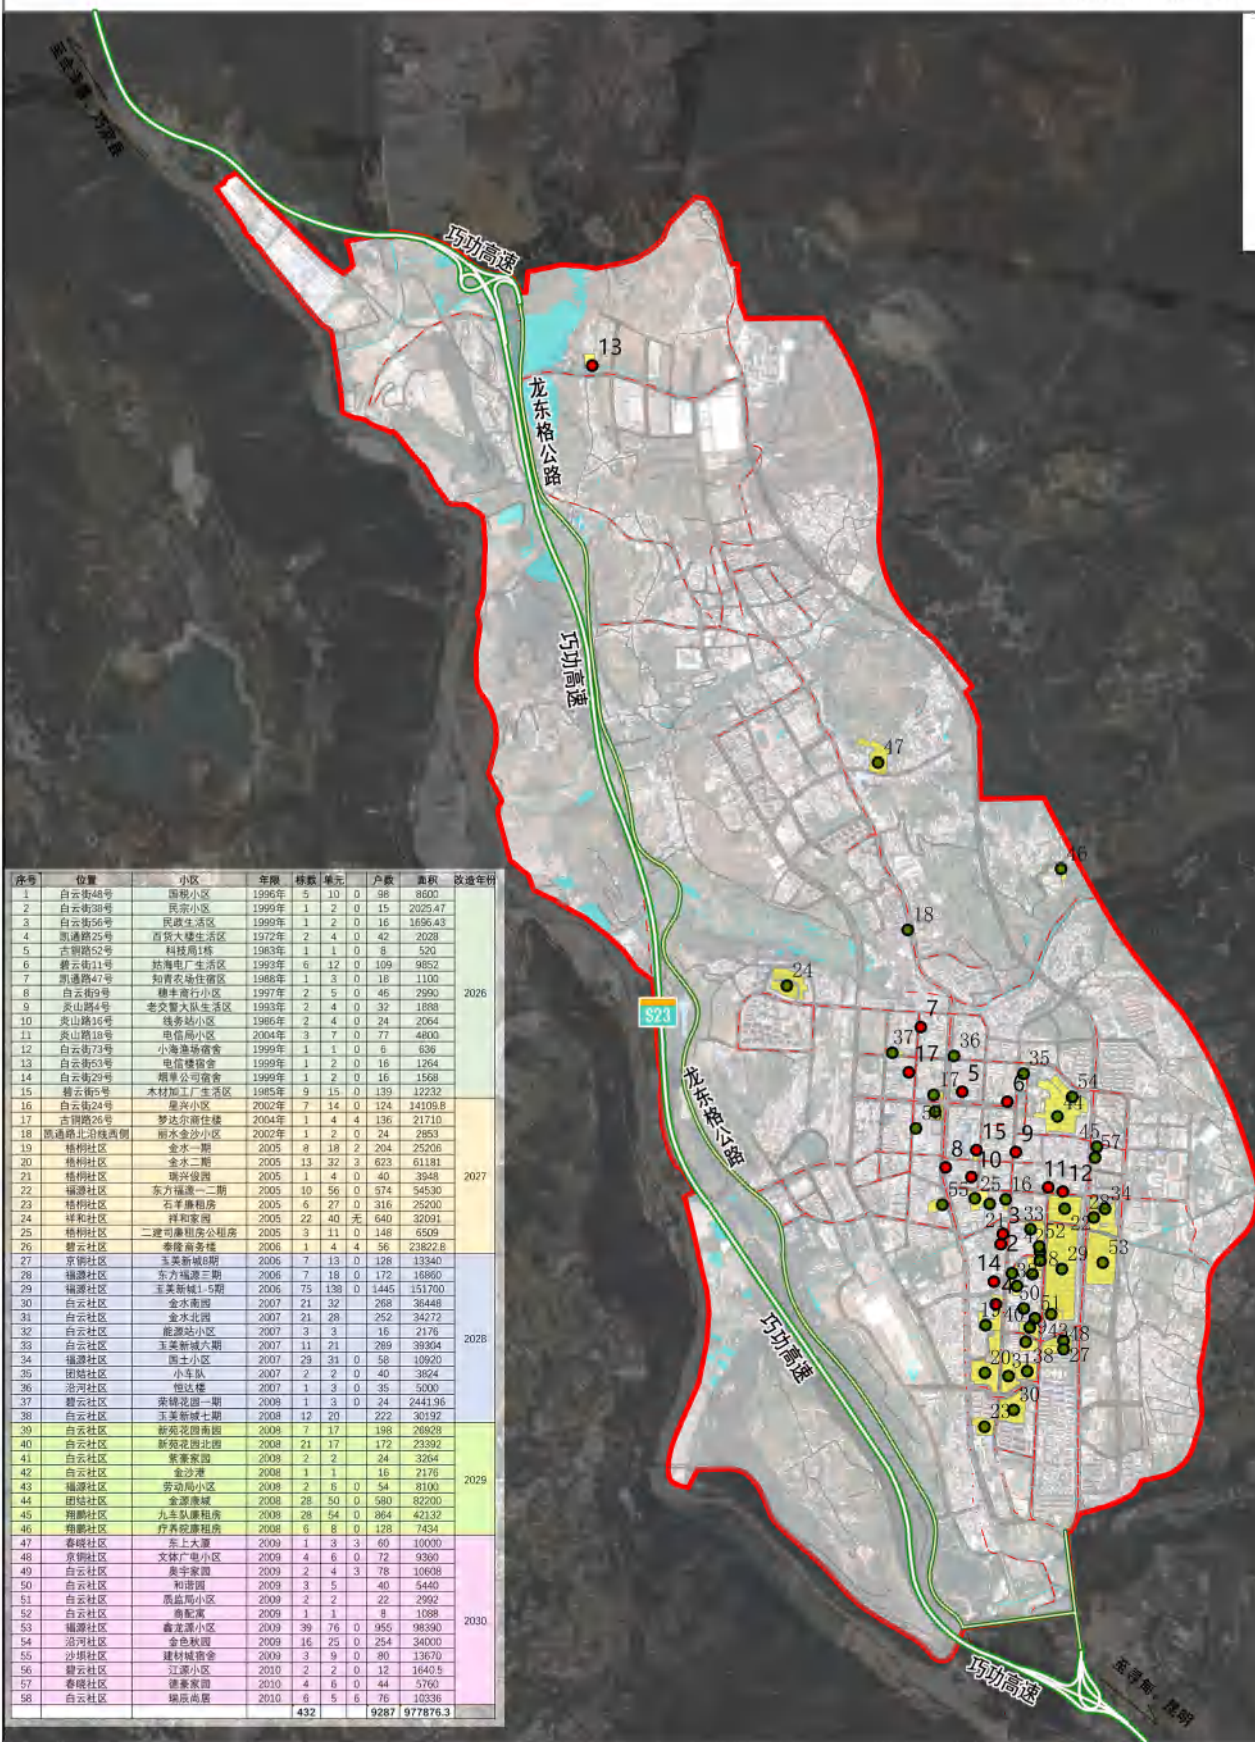 巧功高速
13
龙东格公路
巧功高速
47
46
18
24
S23
7
37
36
17
35
17
5
6
54
44
45
57
15
9
8
10
11
12
55
25
16
34
28
22
3
33
21
2
52
29
53
14
4
50
51
19
40
43
48
27
20
31
38
30
23
龙东格公路
巧功高速
巧功高速
至寻甸、昆明
序号 位置 小区 年限 栋数 单元 户数 面积 改造年份
1 白云街48号 国税小区 1996年 5 10 0 98 8600
2 白云街38号 民宗小区 1999年 1 2 0 15 2025.47
3 白云街56号 民政生活区 1999年 1 2 0 16 1696.43
4 凯通路25号 百货大楼生活区 1972年 2 4 0 42 2028
5 古铜路52号 科技局1栋 1983年 1 1 0 8 520
6 碧云街11号 姑海电厂生活区 1993年 6 12 0 109 9852
7 凯通路47号 知青农场住宿区 1988年 1 3 0 18 1100
8 白云街9号 穗丰商行小区 1997年 2 5 0 46 2990
2026
9 炎山路4号 老交警大队生活区 1993年 2 4 0 32 1888
10 炎山路16号 线务站小区 1986年 2 4 0 24 2064
11 炎山路18号 电信局小区 2004年 3 7 0 77 4800
12 白云街73号 小海渔场宿舍 1999年 1 1 0 6 636
13 白云街53号 电信楼宿舍 1999年 1 2 0 16 1264
14 白云街29号 烟草公司宿舍 1999年 1 2 0 16 1568
15 碧云街5号 木材加工厂生活区 1985年 9 15 0 139 12232
16 白云街24号 星兴小区 2002年 7 14 0 124 14109.8
17 古铜路26号 梦达尔商住楼 2004年 1 4 4 136 21710
18 凯通路北沿线西侧 丽水金沙小区 2002年 1 2 0 24 2853
19 梧桐社区 金水一期 2005 8 18 2 204 25206
20 梧桐社区 金水二期 2005 13 32 3 623 61181
21 梧桐社区 瑞兴俊园 2005 1 4 0 40 3948
2027
22 福源社区 东方福源一二期 2005 10 56 0 574 54530
23 梧桐社区 石羊廉租房 2005 6 27 0 316 25200
24 祥和社区 祥和家园 2005 22 40 无 640 32091
25 梧桐社区 二建司廉租房公租房 2005 3 11 0 148 6509
26 碧云社区 泰隆商务楼 2006 1 4 4 56 23822.8
27 京铜社区 玉美新城8期 2006 7 13 0 128 13340
28 福源社区 东方福源三期 2006 7 18 0 172 16860
29 福源社区 玉美新城1-5期 2006 75 138 0 1445 151700
30 白云社区 金水南园 2007 21 32 268 36448
31 白云社区 金水北园 2007 21 28 252 34272
32 白云社区 能源站小区 2007 3 3 16 2176
2028
33 白云社区 玉美新城六期 2007 11 21 289 39304
34 福源社区 国土小区 2007 29 31 0 58 10920
35 团结社区 小车队 2007 2 2 0 40 3824
36 沿河社区 恒达楼 2007 1 3 0 35 5000
37 碧云社区 荣锦花园一期 2008 1 3 0 24 2441.96
38 白云社区 玉美新城七期 2008 12 20 222 30192
39 白云社区 新苑花园南园 2008 7 17 198 26928
40 白云社区 新苑花园北园 2008 21 17 172 23392
41 白云社区 紫豪家园 2008 2 2 24 3264
42 白云社区 金沙港 2008 1 1 16 2176
2029
43 福源社区 劳动局小区 2008 2 6 0 54 8100
44 团结社区 金源康城 2008 28 50 0 580 82200
45 翔鹏社区 九车队廉租房 2008 28 54 0 864 42132
46 翔鹏社区 疗养院廉租房 2008 6 8 0 128 7434
47 春晓社区 东上大厦 2009 1 3 3 60 10000
48 京铜社区 文体广电小区 2009 4 6 0 72 9360
49 白云社区 奥宇家园 2009 2 4 3 78 10608
50 白云社区 和谐园 2009 3 5 40 5440
51 白云社区 质监局小区 2009 2 2 22 2992
52 白云社区 商配寓 2009 1 1 8 1088
2030
53 福源社区 鑫龙源小区 2009 39 76 0 955 98390
54 沿河社区 金色秋园 2009 16 25 0 254 34000
55 沙坝社区 建材城宿舍 2009 3 9 0 80 13670
56 碧云社区 江源小区 2010 2 2 0 12 1640.5
57 春晓社区 德豪家园 2010 4 6 0 44 5760
58 白云社区 瑞辰尚居 2010 6 5 6 76 10336
432 9287 977876.3